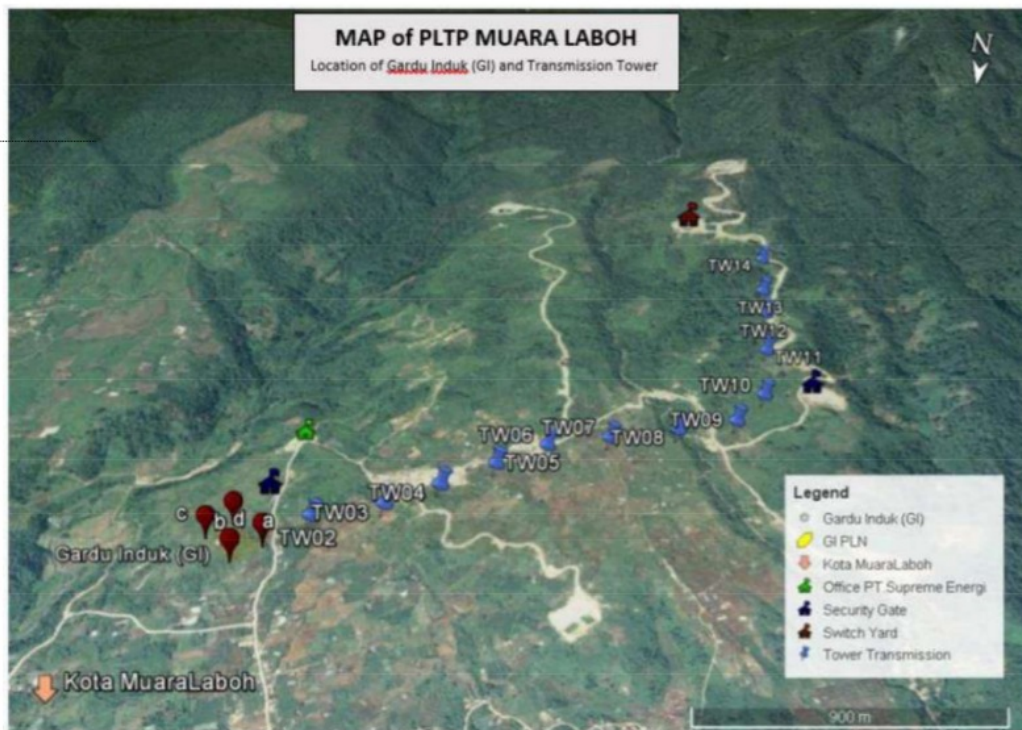 MAP of PLTP MUARA LABOH
Location of Gardu Induk (GI) and Transmission Tower
N
TW14
TW13
TW12
TW11
TW10
TW09
TW08
TW07
TW06
TW05
TW04
TW03
TW02
c
b
d
a
Gardu Induk (GI)
Kota MuaraLaboh
Legend
Gardu Induk (GI)
GI PLN
Kota MuaraLaboh
Office PT.Supreme Energi
Security Gate
Switch Yard
Tower Transmission
900 m